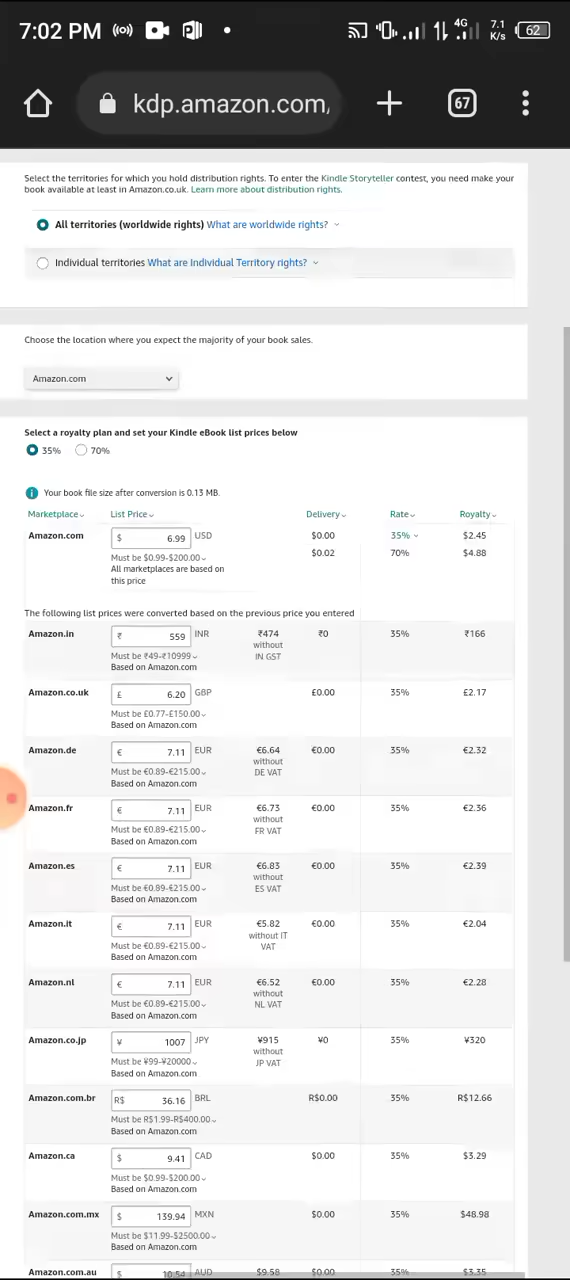 7:02 PM 4G 7.1 K/s 62
kdp.amazon.com, 67
Select the territories for which you hold distribution rights. To enter the Kindle Storyteller contest, you need make your
book available at least in Amazon.co.uk. Learn more about distribution rights.
All territories (worldwide rights) What are worldwide rights?
Individual territories What are Individual Territory rights?
Choose the location where you expect the majority of your book sales.
Amazon.com
Select a royalty plan and set your Kindle eBook list prices below
35% 70%
Your book file size after conversion is 0.13 MB.
Marketplace List Price Delivery Rate Royalty
Amazon.com $ 6.99 USD $0.00 35% $2.45
Must be $0.99-$200.00 $0.02 70% $4.88
All marketplaces are based on
this price
The following list prices were converted based on the previous price you entered
Amazon.in ₹ 559 INR ₹474 ₹0 35% ₹166
Must be ₹49-₹10999 without
Based on Amazon.com IN GST
Amazon.co.uk £ 6.20 GBP £0.00 35% £2.17
Must be £0.77-£150.00
Based on Amazon.com
Amazon.de € 7.11 EUR €6.64 €0.00 35% €2.32
Must be €0.89-€215.00 without
Based on Amazon.com DE VAT
Amazon.fr € 7.11 EUR €6.73 €0.00 35% €2.36
Must be €0.89-€215.00 without
Based on Amazon.com FR VAT
Amazon.es € 7.11 EUR €6.83 €0.00 35% €2.39
Must be €0.89-€215.00 without
Based on Amazon.com ES VAT
Amazon.it € 7.11 EUR €5.82 €0.00 35% €2.04
Must be €0.89-€215.00 without IT
Based on Amazon.com VAT
Amazon.nl € 7.11 EUR €6.52 €0.00 35% €2.28
Must be €0.89-€215.00 without
Based on Amazon.com NL VAT
Amazon.co.jp ¥ 1007 JPY ¥915 ¥0 35% ¥320
Must be ¥99-¥20000 without
Based on Amazon.com JP VAT
Amazon.com.br R$ 36.16 BRL R$0.00 35% R$12.66
Must be R$1.99-R$400.00
Based on Amazon.com
Amazon.ca $ 9.41 CAD $0.00 35% $3.29
Must be $0.99-$200.00
Based on Amazon.com
Amazon.com.mx $ 139.94 MXN $0.00 35% $48.98
Must be $11.99-$2500.00
Based on Amazon.com
Amazon.com.au $ 10.54 AUD $9.58 $0.00 35% $3.35